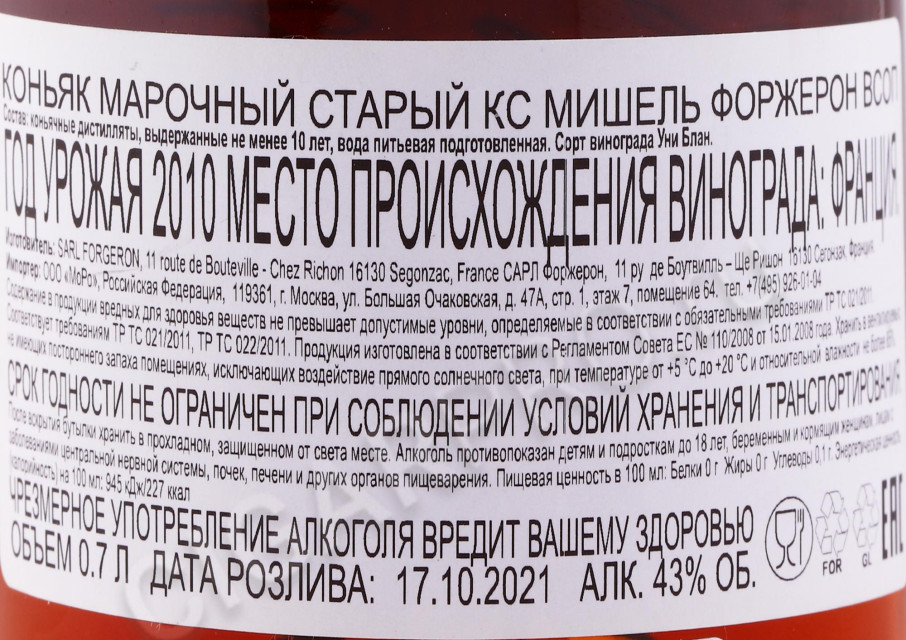 КОНЬЯК МАРОЧНЫЙ СТАРЫЙ КС МИШЕЛЬ ФОРЖЕРОН ВСОП
Состав: коньячные дистилляты, выдержанные не менее 10 лет, вода питьевая подготовленная. Сорт винограда Уни Блан.
ГОД УРОЖАЯ 2010 МЕСТО ПРОИСХОЖДЕНИЯ ВИНОГРАДА: ФРАНЦИЯ.
Изготовитель: SARL FORGERON, 11 route de Bouteville - Chez Richon 16130 Segonzac, France САРЛ Форжерон, 11 ру де Боутвилль – Ще Ришон 16130 Сегонзак, Франция.
Импортер: ООО «МоРо», Российская Федерация, 119361, г. Москва, ул. Большая Очаковская, д. 47А, стр. 1, этаж 7, помещение 64. тел. +7(495) 926-01-04
Содержание в продукции вредных для здоровья веществ не превышает допустимые уровни, определяемые в соответствии с обязательными требованиями ТР ТС 021/2011.
Соответствует требованиям ТР ТС 021/2011, ТР ТС 022/2011. Продукция изготовлена в соответствии с Регламентом Совета ЕС № 110/2008 от 15.01.2008 года. Хранить в
не имеющих постороннего запаха помещениях, исключающих воздействие прямого солнечного света, при температуре от +5 °С до +20 °С и относительной влажности не более 85%.
СРОК ГОДНОСТИ НЕ ОГРАНИЧЕН ПРИ СОБЛЮДЕНИИ УСЛОВИЙ ХРАНЕНИЯ И ТРАНСПОРТИРОВАНИЯ.
После вскрытия бутылки хранить в прохладном, защищенном от света месте. Алкоголь противопоказан детям и подросткам до 18 лет, беременным и кормящим женщинам, лицам с
заболеваниями центральной нервной системы, почек, печени и других органов пищеварения. Пищевая ценность в 100 мл: Белки 0 г Жиры 0 г Углеводы 0,1 г. Энергетическая ценность
(калорийность) на 100 мл: 945 кДж/227 ккал
ЧРЕЗМЕРНОЕ УПОТРЕБЛЕНИЕ АЛКОГОЛЯ ВРЕДИТ ВАШЕМУ ЗДОРОВЬЮ
ОБЪЕМ 0.7 Л ДАТА РОЗЛИВА: 17.10.2021 АЛК. 43% ОБ.
FOR GL EAC